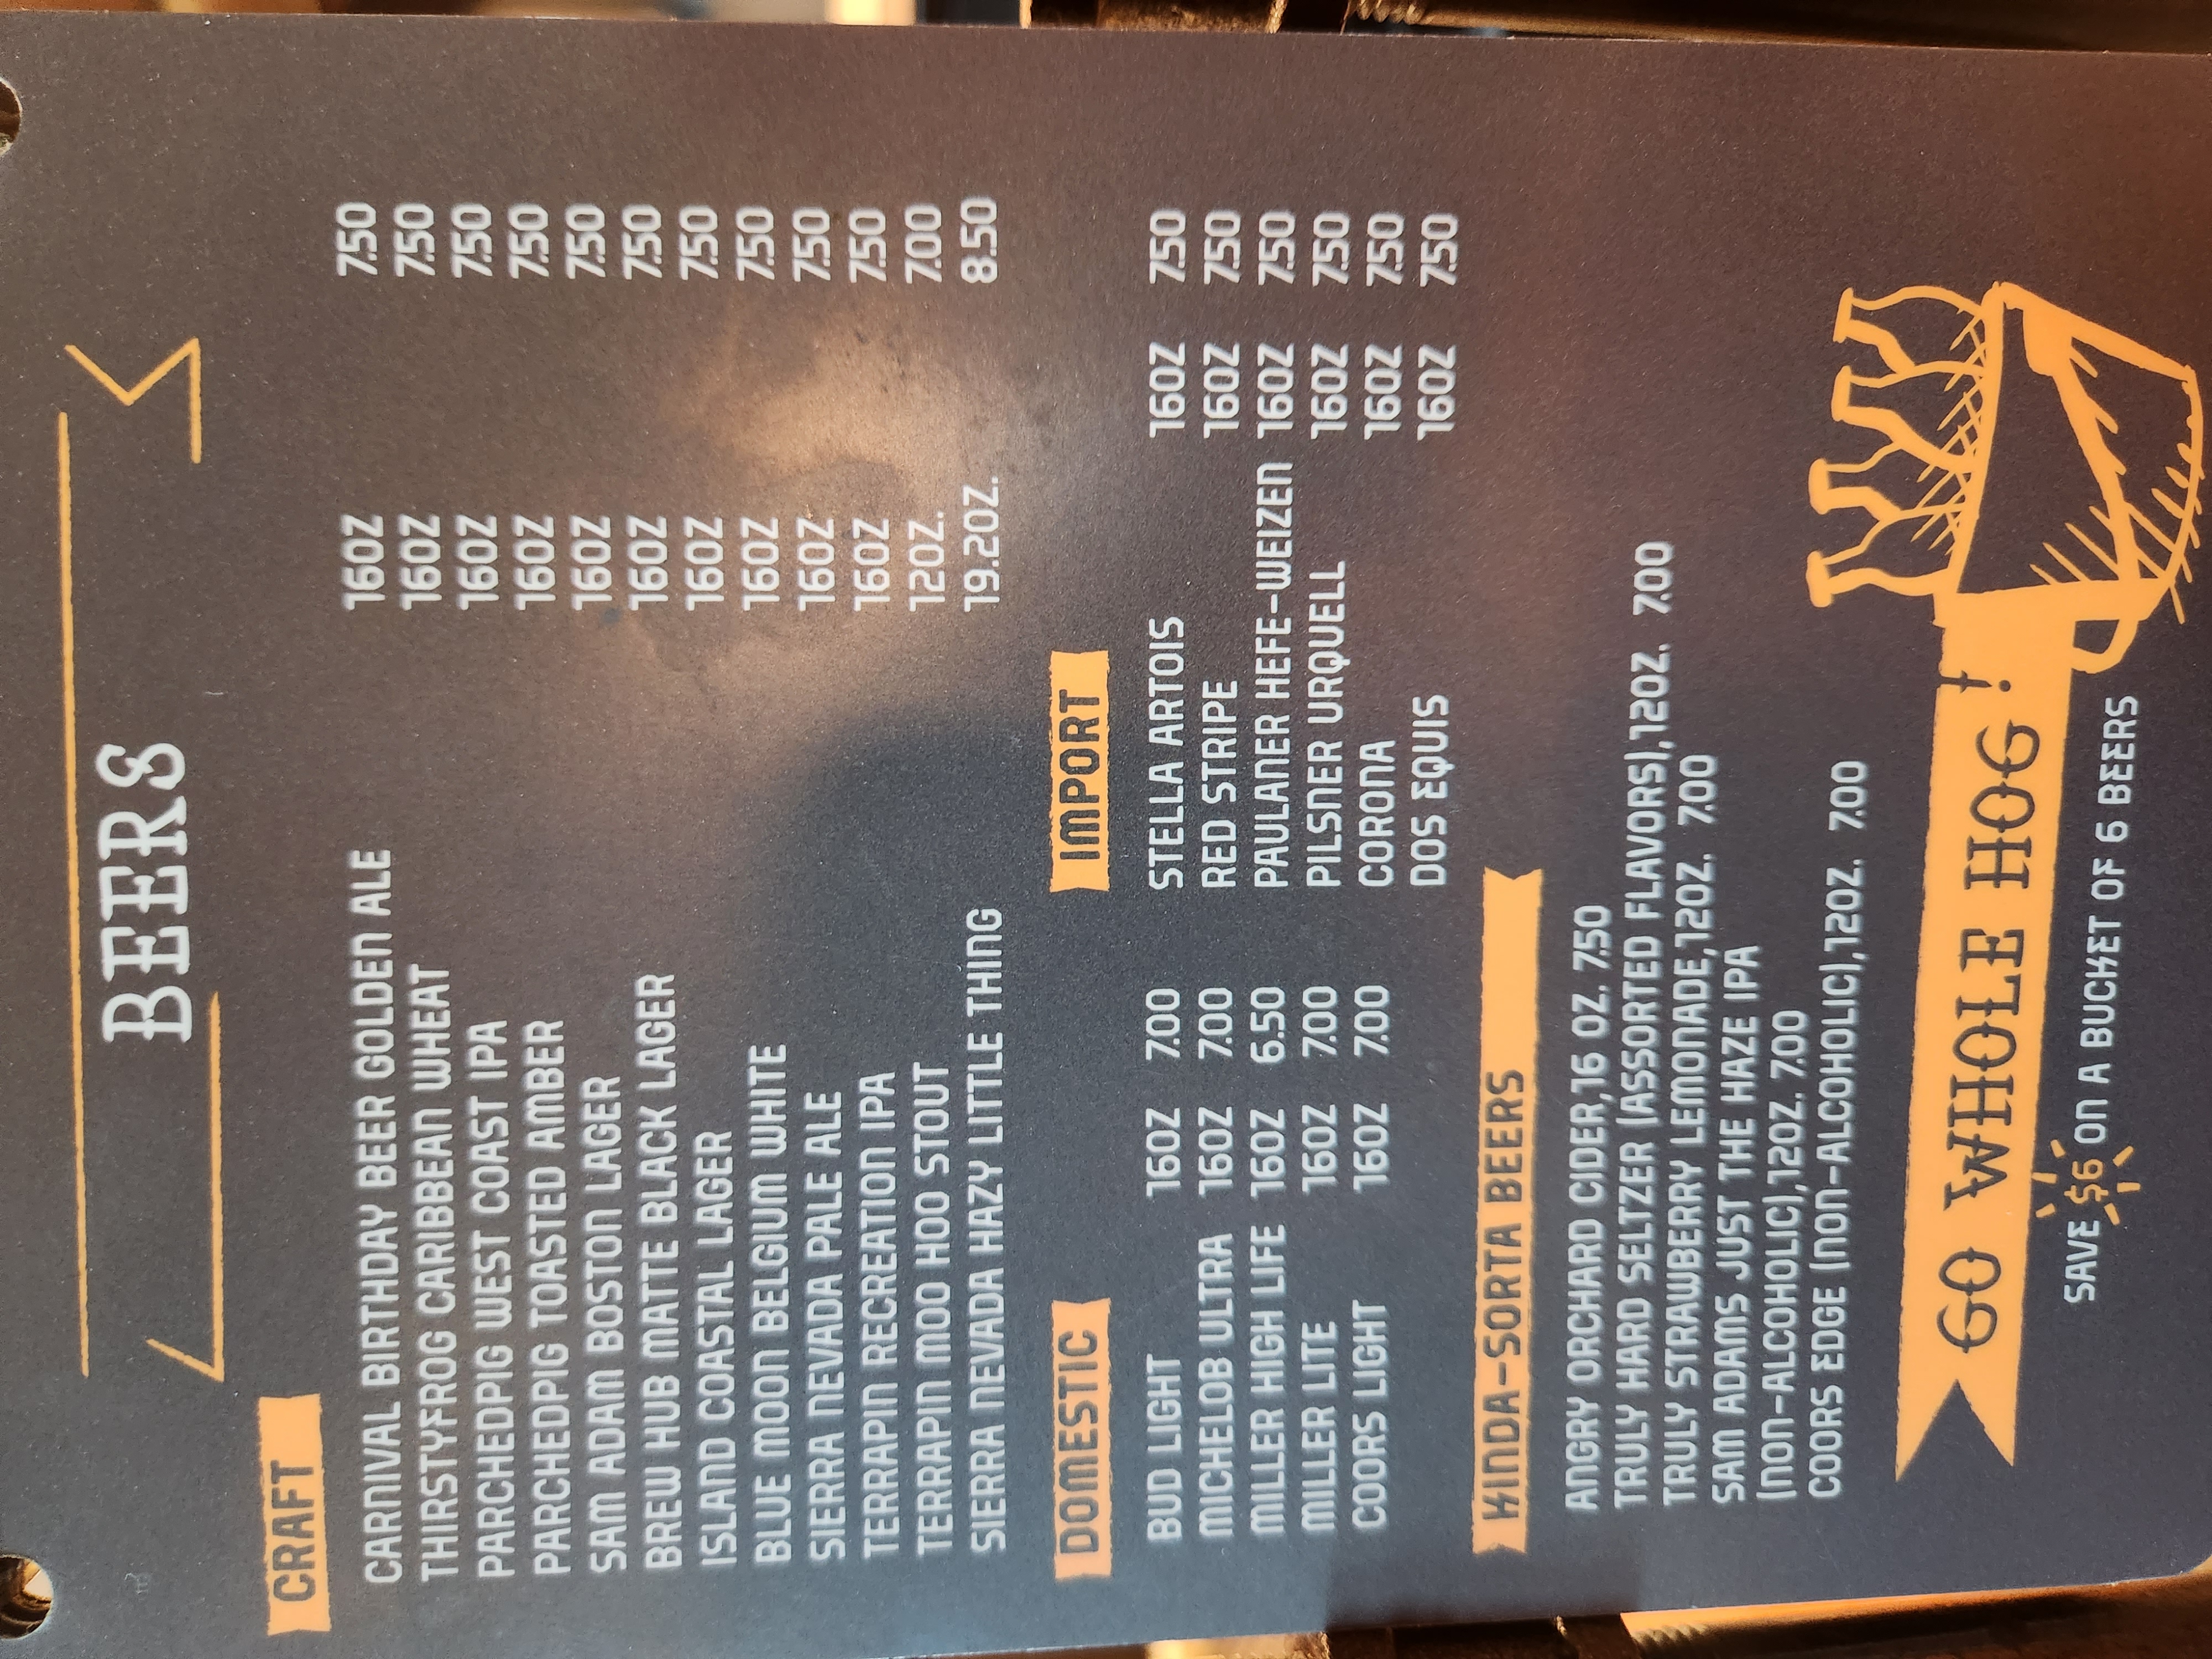 BEERS
CRAFT
CARNIVAL BIRTHDAY BEER GOLDEN ALE 16OZ 7.50
THIRSTYFROG CARIBBEAN WHEAT 16OZ 7.50
PARCHEDPIG WEST COAST IPA 16OZ 7.50
PARCHEDPIG TOASTED AMBER 16OZ 7.50
SAM ADAM BOSTON LAGER 16OZ 7.50
BREW HUB MATTE BLACK LAGER 16OZ 7.50
ISLAND COASTAL LAGER 16OZ 7.50
BLUE MOON BELGIUM WHITE 16OZ 7.50
SIERRA NEVADA PALE ALE 16OZ 7.50
TERRAPIN RECREATION IPA 16OZ 7.50
TERRAPIN MOO HOO STOUT 12OZ. 7.00
SIERRA NEVADA HAZY LITTLE THING 19.2OZ. 8.50
DOMESTIC
BUD LIGHT 16OZ 7.00
MICHELOB ULTRA 16OZ 7.00
MILLER HIGH LIFE 16OZ 6.50
MILLER LITE 16OZ 7.00
COORS LIGHT 16OZ 7.00
IMPORT
STELLA ARTOIS 16OZ 7.50
RED STRIPE 16OZ 7.50
PAULANER HEFE-WEIZEN 16OZ 7.50
PILSNER URQUELL 16OZ 7.50
CORONA 16OZ 7.50
DOS EQUIS 16OZ 7.50
KINDA-SORTA BEERS
ANGRY ORCHARD CIDER, 16 OZ. 7.50
TRULY HARD SELTZER (ASSORTED FLAVORS), 12OZ. 7.00
TRULY STRAWBERRY LEMONADE, 12OZ. 7.00
SAM ADAMS JUST THE HAZE IPA
(NON-ALCOHOLIC), 12OZ. 7.00
COORS EDGE (NON-ALCOHOLIC), 12OZ. 7.00
GO WHOLE HOG!
SAVE $6 ON A BUCKET OF 6 BEERS